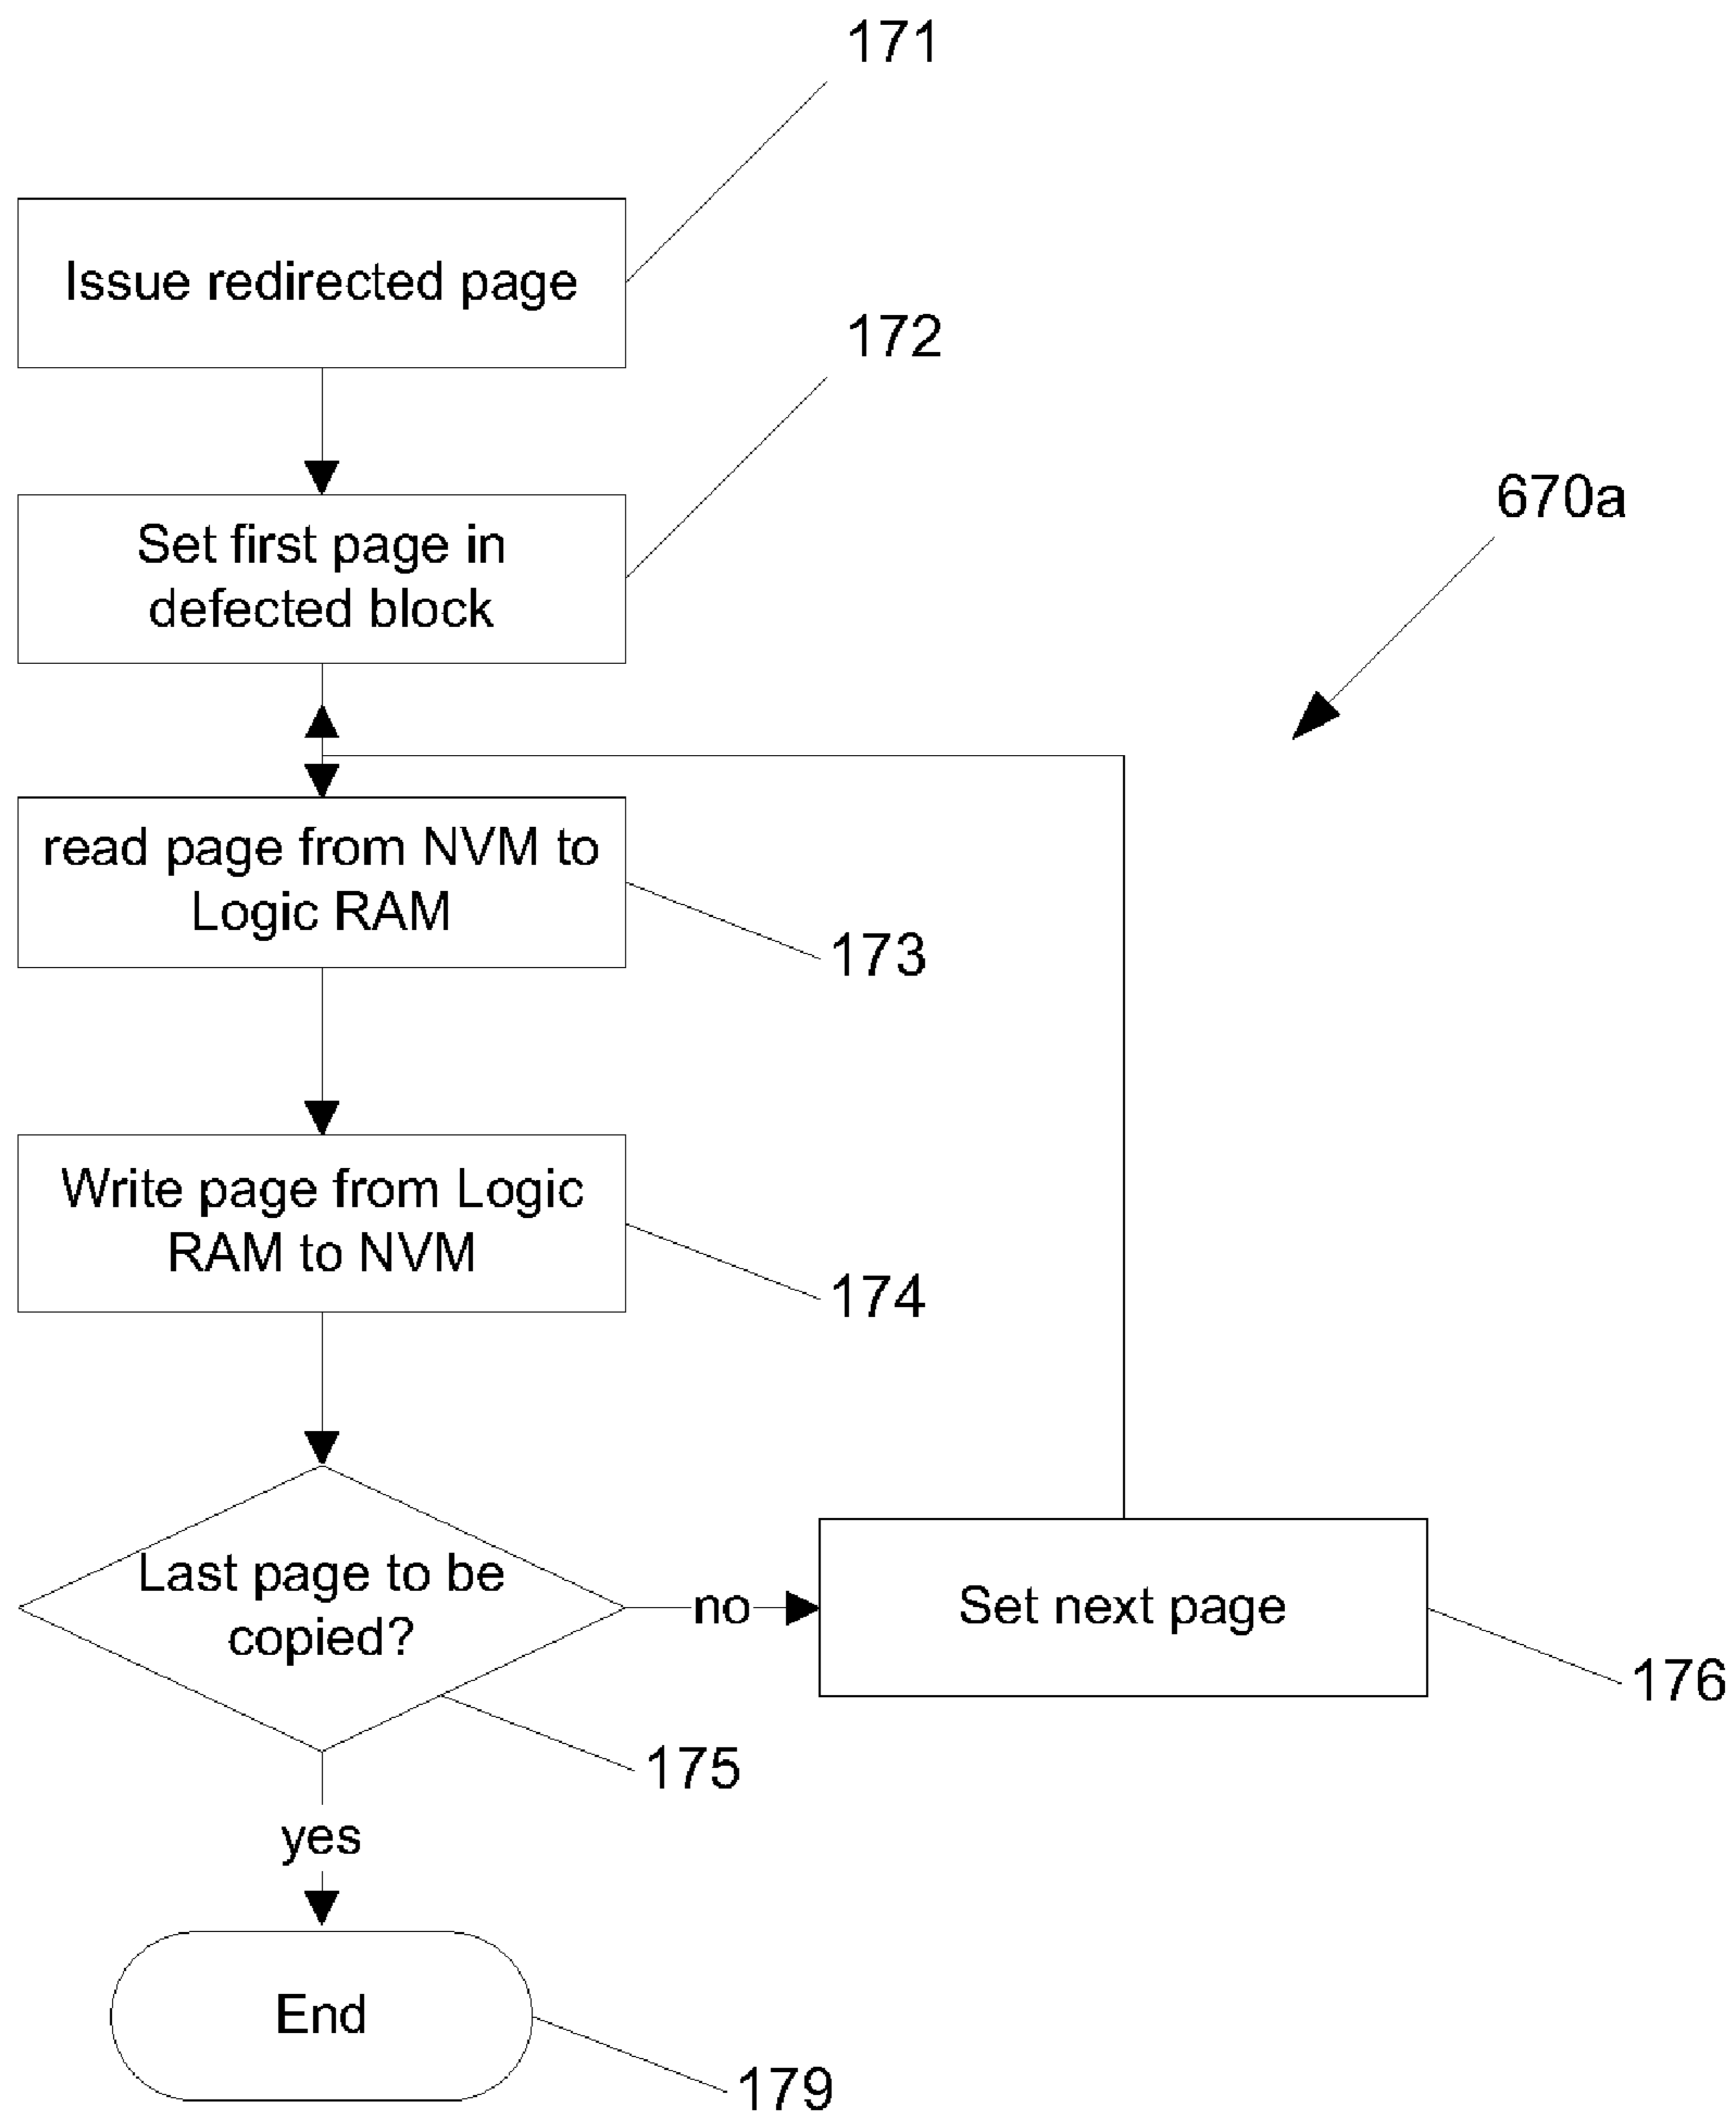 171
Issue redirected page
172
Set first page in
defected block
670a
read page from NVM to
Logic RAM
173
Write page from Logic
RAM to NVM
174
Last page to be
copied?
no
Set next page
176
175
yes
End
179